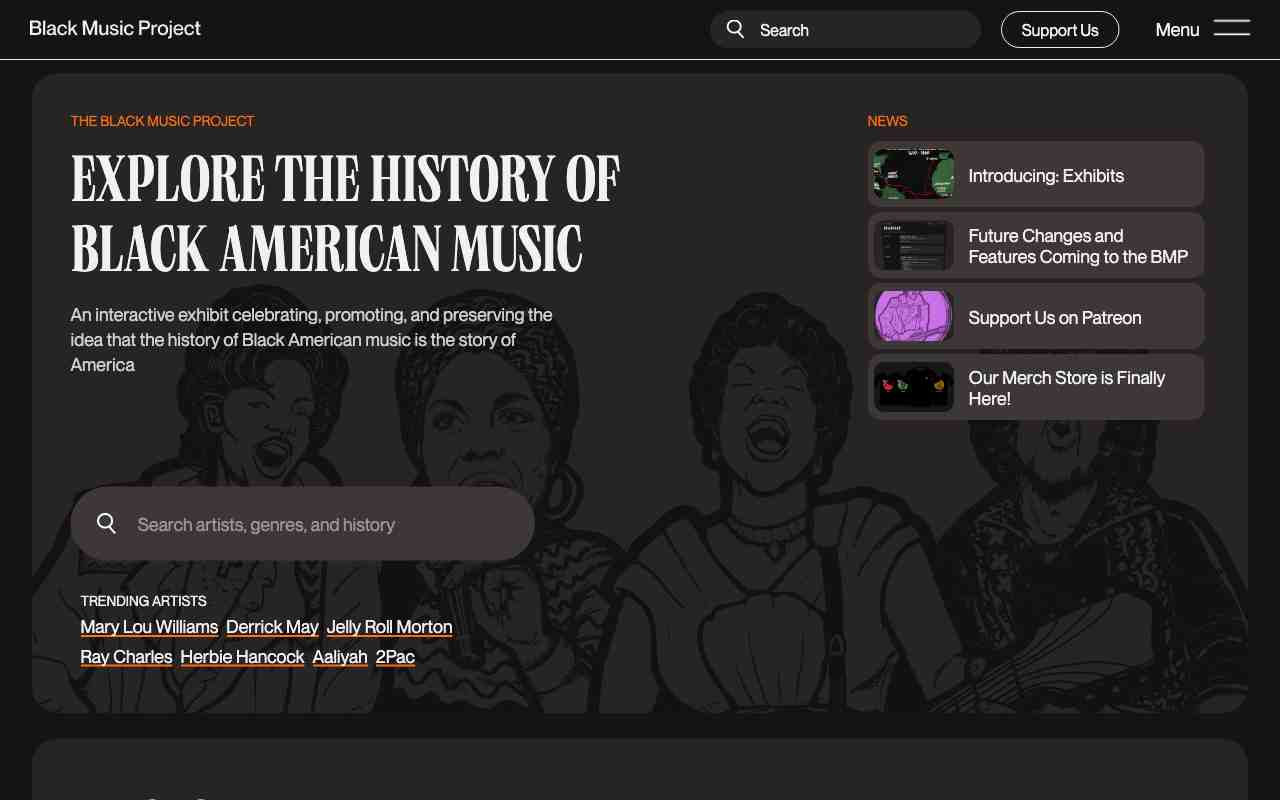 Black Music Project
Search
Support Us
Menu
THE BLACK MUSIC PROJECT
EXPLORE THE HISTORY OF
BLACK AMERICAN MUSIC
An interactive exhibit celebrating, promoting, and preserving the
idea that the history of Black American music is the story of
America
Search artists, genres, and history
TRENDING ARTISTS
Mary Lou Williams Derrick May Jelly Roll Morton
Ray Charles Herbie Hancock Aaliyah 2Pac
NEWS
Introducing: Exhibits
Future Changes and
Features Coming to the BMP
Support Us on Patreon
Our Merch Store is Finally
Here!